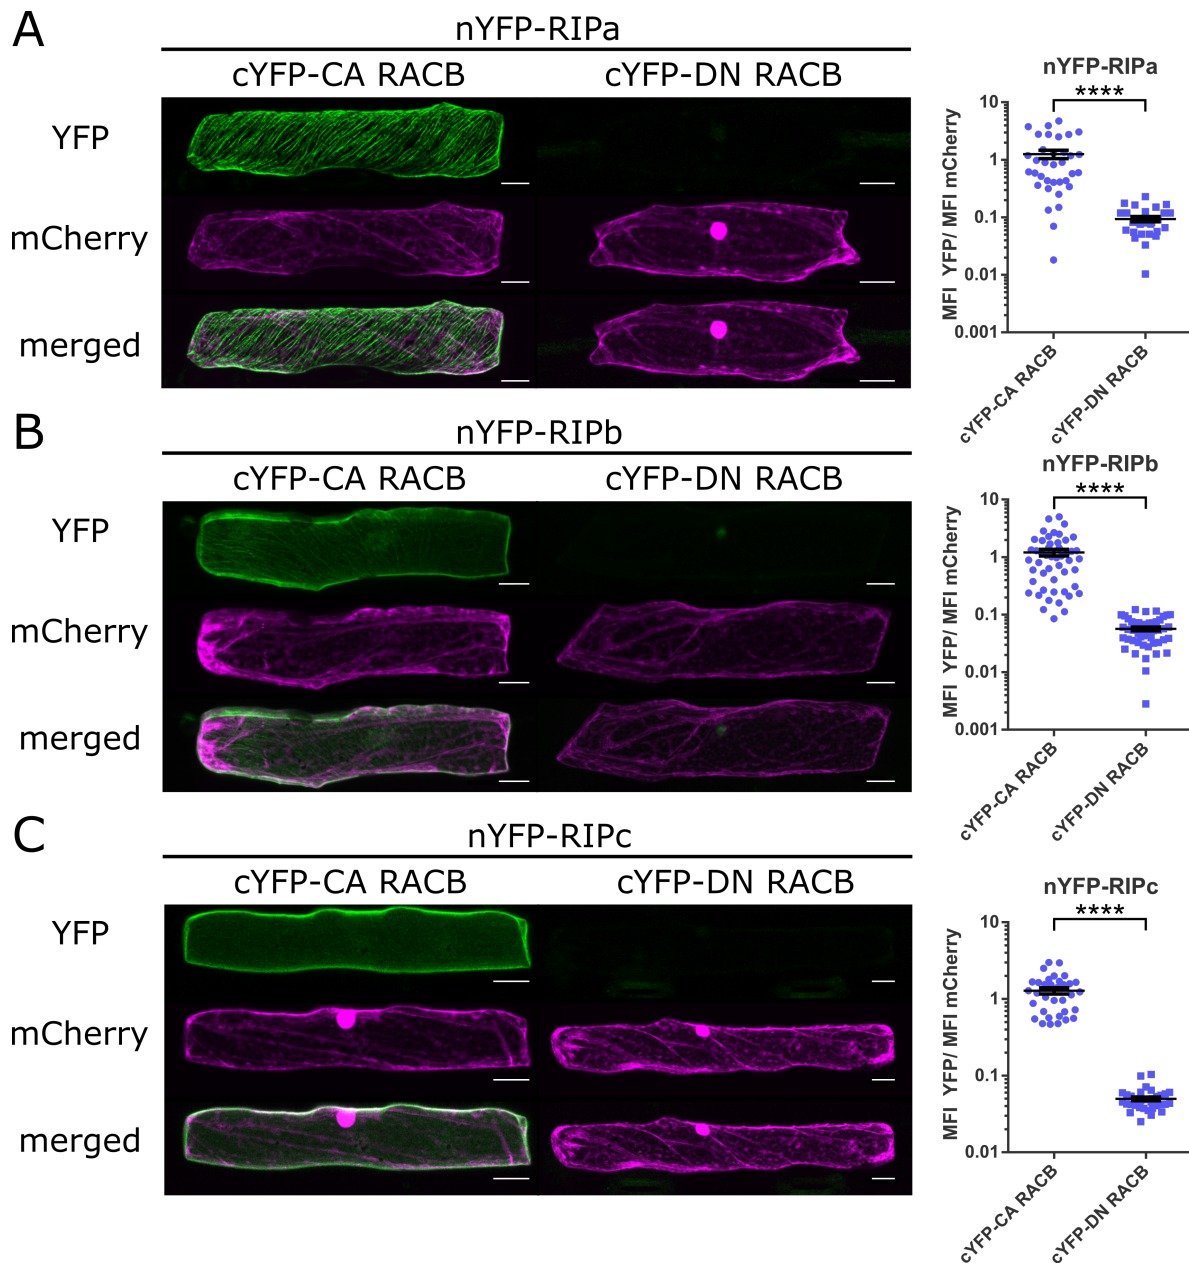 A
nYFP-RIPa
cYFP-CA RACB cYFP-DN RACB
YFP
mCherry
merged
nYFP-RIPa
****
MFI YFP/ MFI mCherry
10
1
0.1
0.01
0.001
cYFP-CA RACB
cYFP-DN RACB
B
nYFP-RIPb
cYFP-CA RACB cYFP-DN RACB
YFP
mCherry
merged
nYFP-RIPb
****
MFI YFP/ MFI mCherry
10
1
0.1
0.01
0.001
cYFP-CA RACB
cYFP-DN RACB
C
nYFP-RIPc
cYFP-CA RACB cYFP-DN RACB
YFP
mCherry
merged
nYFP-RIPc
****
MFI YFP/ MFI mCherry
10
1
0.1
0.01
cYFP-CA RACB
cYFP-DN RACB